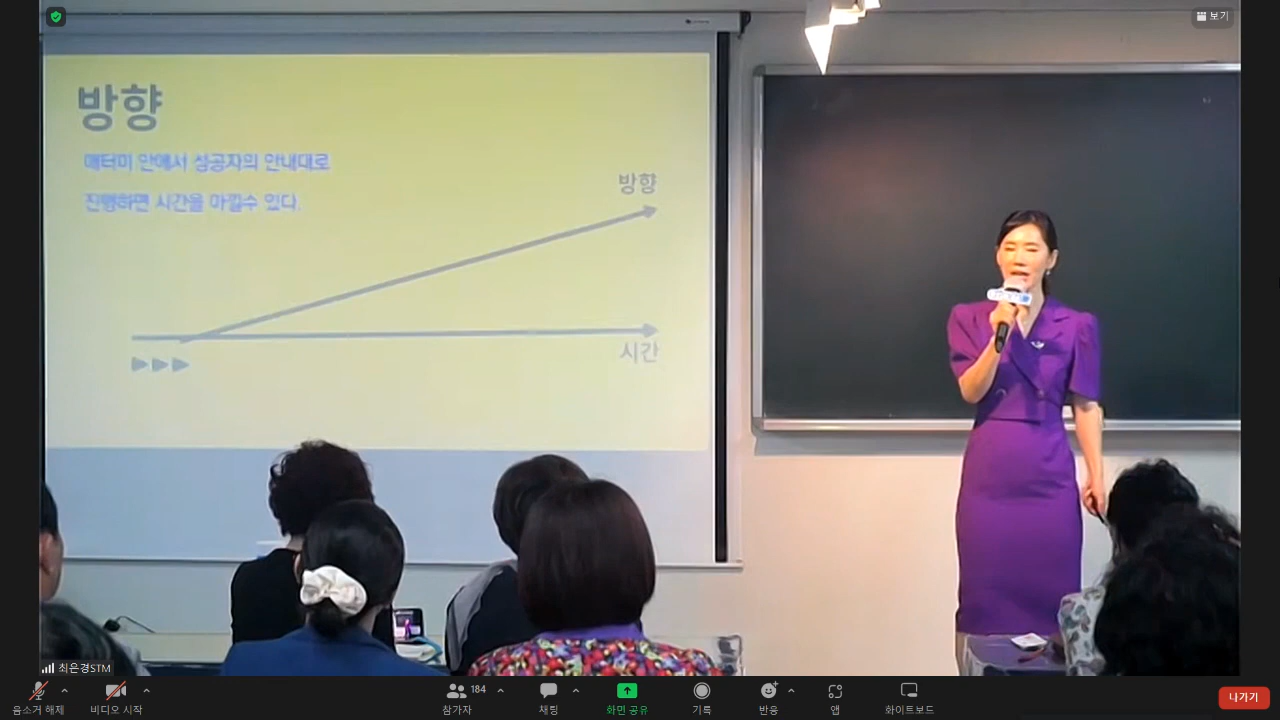 보기
방향
애터미 안에서 성공자의 안내대로
진행하면 시간을 아낄수 있다.
방향
시간
최은경STM
음소거 해제
비디오 시작
참가자
184
채팅
화면 공유
기록
반응
앱
화이트보드
나가기